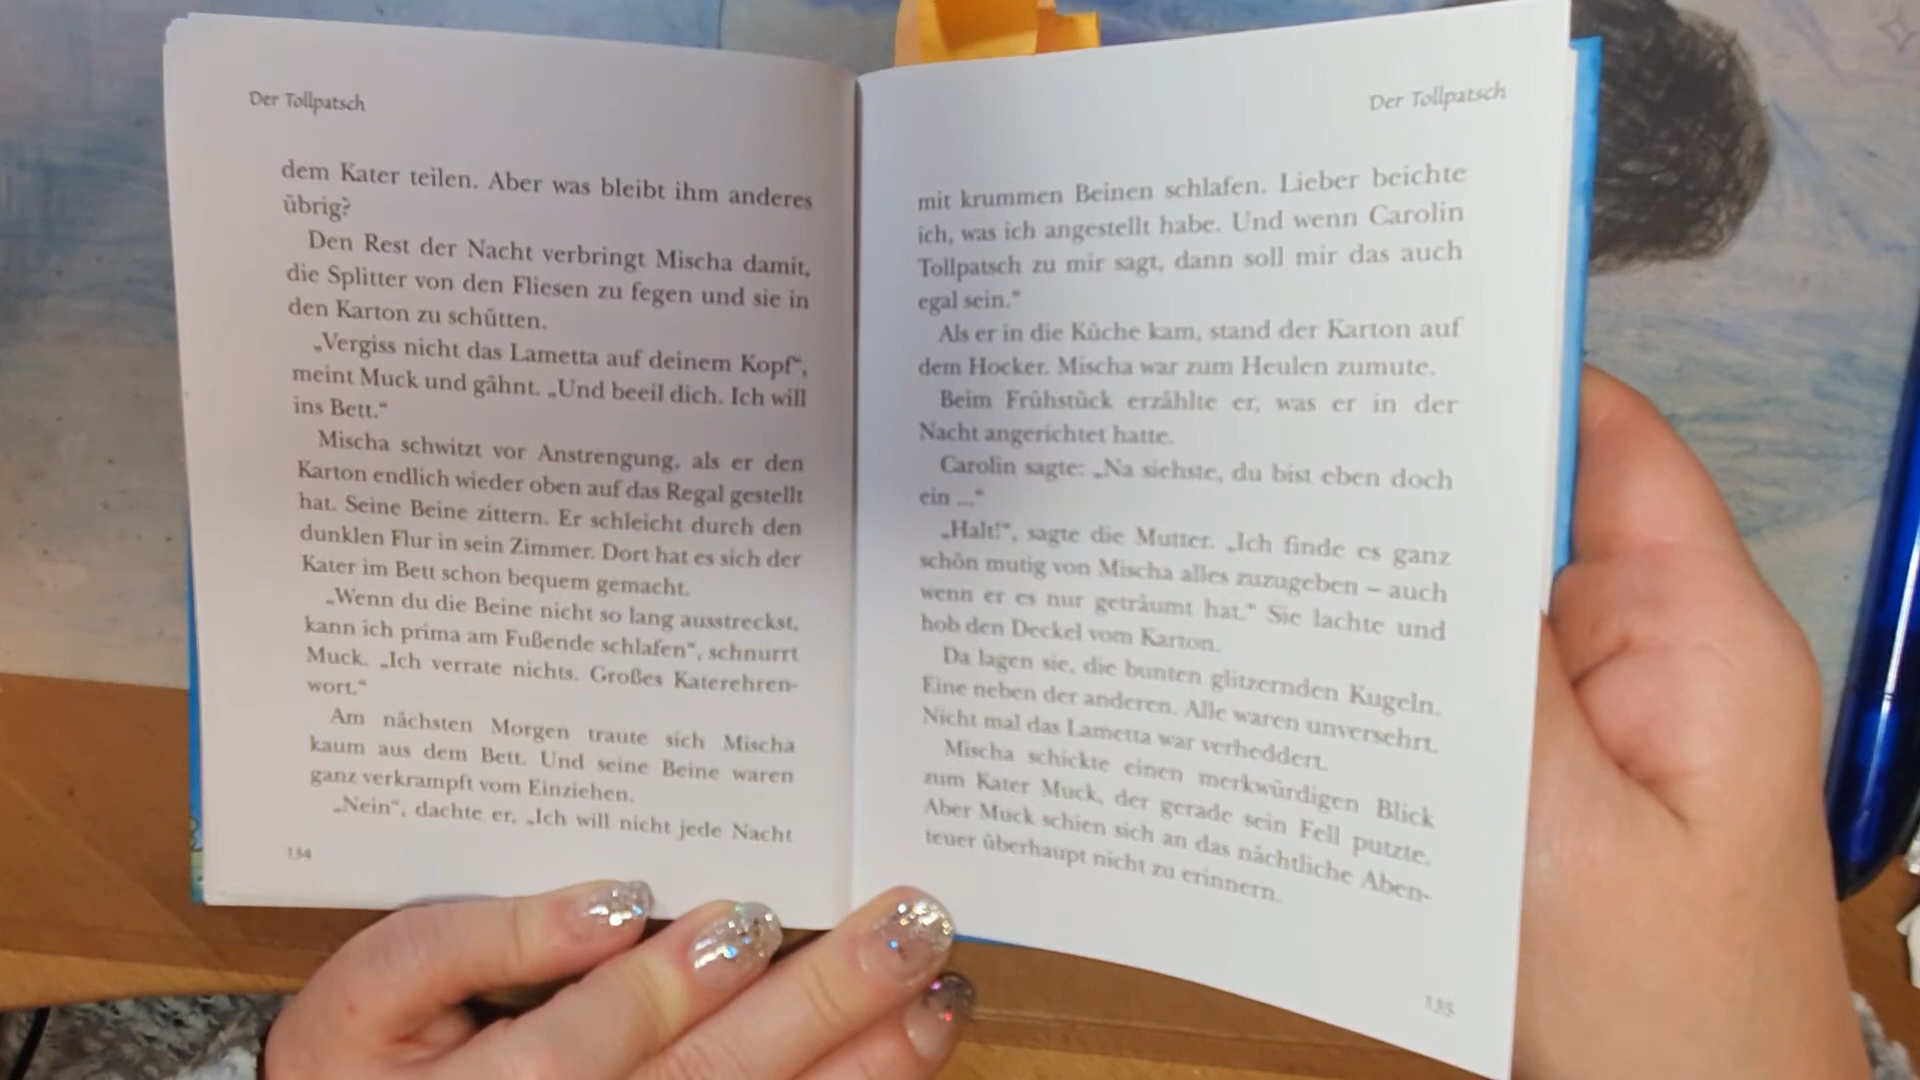 Der Tollpatsch
dem Kater teilen. Aber was bleibt ihm anderes
übrig?
Den Rest der Nacht verbringt Mischa damit,
die Splitter von den Fliesen zu fegen und sie in
den Karton zu schütten.
„Vergiss nicht das Lametta auf deinem Kopf“,
meint Muck und gähnt. „Und beeil dich. Ich will
ins Bett.“
Mischa schwitzt vor Anstrengung, als er den
Karton endlich wieder oben auf das Regal gestellt
hat. Seine Beine zittern. Er schleicht durch den
dunklen Flur in sein Zimmer. Dort hat es sich der
Kater im Bett schon bequem gemacht.
„Wenn du die Beine nicht so lang ausstreckst,
kann ich prima am Fußende schlafen“, schnurrt
Muck. „Ich verrate nichts. Großes Katerehren-
wort.“
Am nächsten Morgen traute sich Mischa
kaum aus dem Bett. Und seine Beine waren
ganz verkrampft vom Einziehen.
„Nein“, dachte er, „Ich will nicht jede Nacht
134
Der Tollpatsch
mit krummen Beinen schlafen. Lieber beichte
ich, was ich angestellt habe. Und wenn Carolin
Tollpatsch zu mir sagt, dann soll mir das auch
egal sein.“
Als er in die Küche kam, stand der Karton auf
dem Hocker. Mischa war zum Heulen zumute.
Beim Frühstück erzählte er, was er in der
Nacht angerichtet hatte.
Carolin sagte: „Na siehste, du bist eben doch
ein ...“
„Halt!“, sagte die Mutter. „Ich finde es ganz
schön mutig von Mischa alles zuzugeben – auch
wenn er es nur geträumt hat.“ Sie lachte und
hob den Deckel vom Karton.
Da lagen sie, die bunten glitzernden Kugeln.
Eine neben der anderen. Alle waren unversehrt.
Nicht mal das Lametta war verheddert.
Mischa schickte einen merkwürdigen Blick
zum Kater Muck, der gerade sein Fell putzte.
Aber Muck schien sich an das nächtliche Aben-
teuer überhaupt nicht zu erinnern.
135